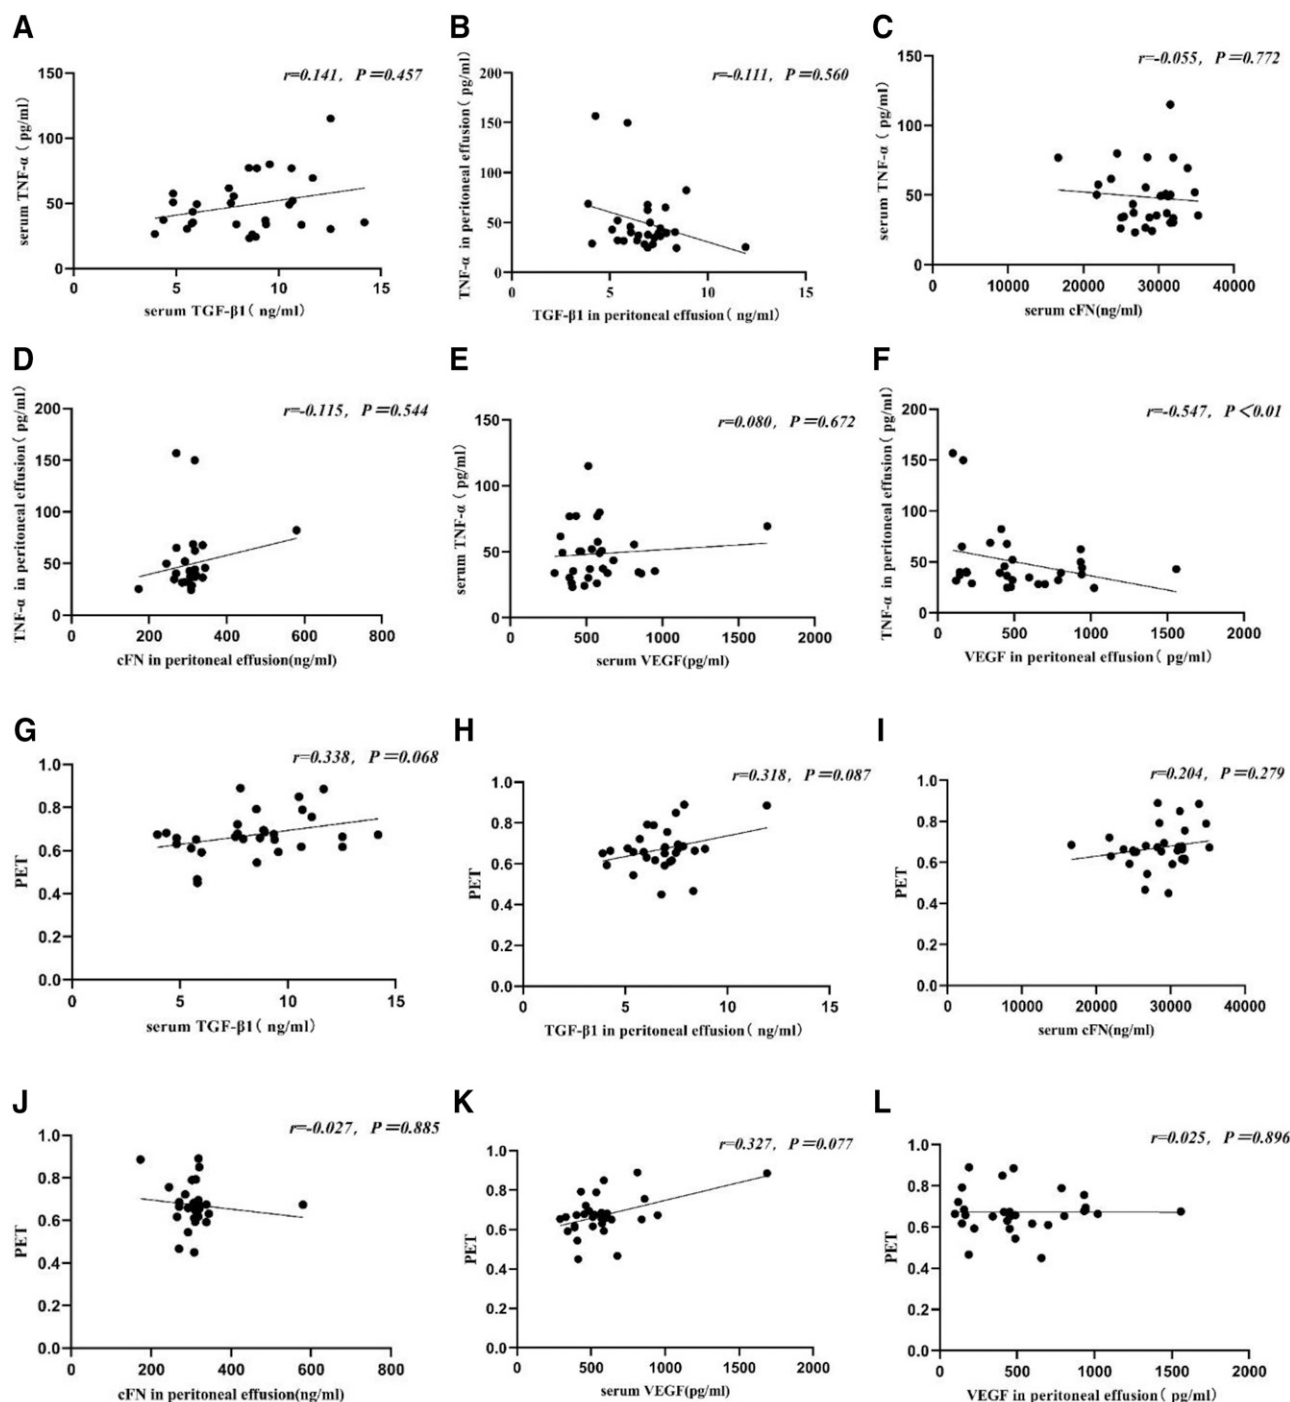 A
r=0.141, P=0.457
serum TNF-α( pg/ml)
150
100
50
0
5
10
15
serum TGF-β1( ng/ml)
B
r=-0.111, P=0.560
TNF-α in peritoneal effusion( pg/ml)
200
150
100
50
0
0
5
10
15
TGF-β1 in peritoneal effusion( ng/ml)
C
r=-0.055, P=0.772
serum TNF-α( pg/ml)
150
100
50
0
0
10000
20000
30000
40000
serum cFN(ng/ml)
D
r=-0.115, P=0.544
TNF-α in peritoneal effusion( pg/ml)
200
150
100
50
0
200
400
600
800
cFN in peritoneal effusion(ng/ml)
E
r=0.080, P=0.672
serum TNF-α( pg/ml)
150
100
50
0
0
500
1000
1500
2000
serum VEGF(pg/ml)
F
r=-0.547, P<0.01
TNF-α in peritoneal effusion( pg/ml)
200
150
100
50
0
0
500
1000
1500
2000
VEGF in peritoneal effusion( pg/ml)
G
r=0.338, P=0.068
PET
1.0
0.8
0.6
0.4
0.2
0.0
0
5
10
15
serum TGF-β1( ng/ml)
H
r=0.318, P=0.087
PET
1.0
0.8
0.6
0.4
0.2
0.0
0
5
10
15
TGF-β1 in peritoneal effusion( ng/ml)
I
r=0.204, P=0.279
PET
1.0
0.8
0.6
0.4
0.2
0.0
0
10000
20000
30000
40000
serum cFN(ng/ml)
J
r=-0.027, P=0.885
PET
1.0
0.8
0.6
0.4
0.2
0.0
200
400
600
800
cFN in peritoneal effusion(ng/ml)
K
r=0.327, P=0.077
PET
1.0
0.8
0.6
0.4
0.2
0.0
0
500
1000
1500
2000
serum VEGF(pg/ml)
L
r=0.025, P=0.896
PET
1.0
0.8
0.6
0.4
0.2
0.0
0
500
1000
1500
2000
VEGF in peritoneal effusion( pg/ml)